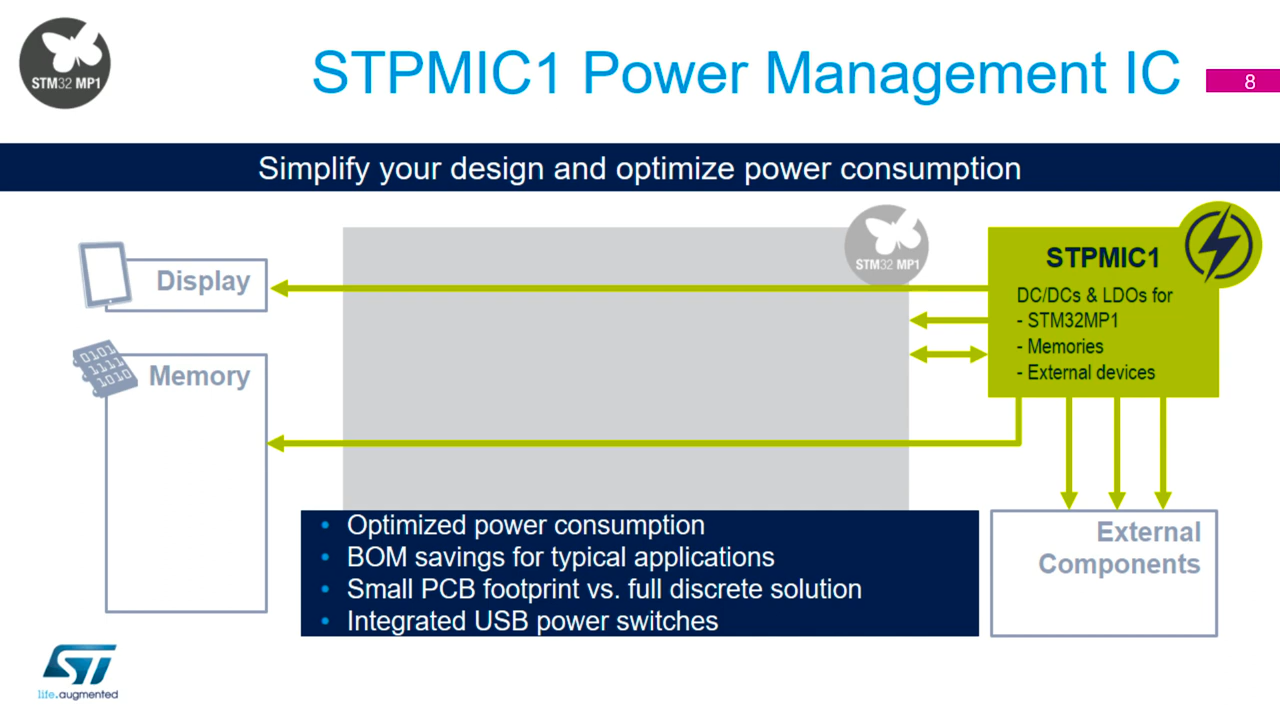 STM32 MP1
STPMIC1 Power Management IC
8
Simplify your design and optimize power consumption
STM32 MP1
Display
0101
1111
1010
Memory
STPMIC1
DC/DCs & LDOs for
- STM32MP1
- Memories
- External devices
• Optimized power consumption
• BOM savings for typical applications
• Small PCB footprint vs. full discrete solution
• Integrated USB power switches
External
Components
ST
life.augmented